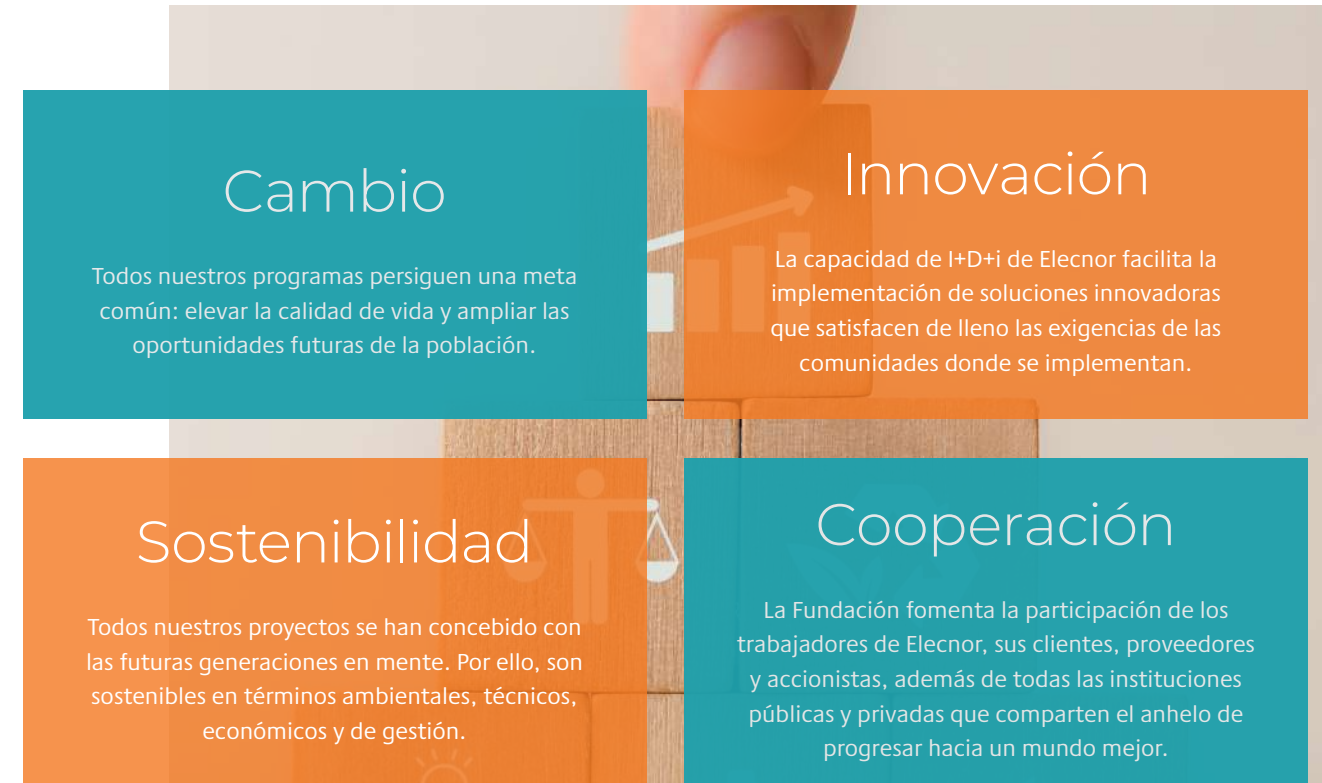 Cambio
Todos nuestros programas persiguen una meta
común: elevar la calidad de vida y ampliar las
oportunidades futuras de la población.
Innovación
La capacidad de I+D+i de Elecnor facilita la
implementación de soluciones innovadoras
que satisfacen de lleno las exigencias de las
comunidades donde se implementan.
Sostenibilidad
Todos nuestros proyectos se han concebido con
las futuras generaciones en mente. Por ello, son
sostenibles en términos ambientales, técnicos,
económicos y de gestión.
Cooperación
La Fundación fomenta la participación de los
trabajadores de Elecnor, sus clientes, proveedores
y accionistas, además de todas las instituciones
públicas y privadas que comparten el anhelo de
progresar hacia un mundo mejor.